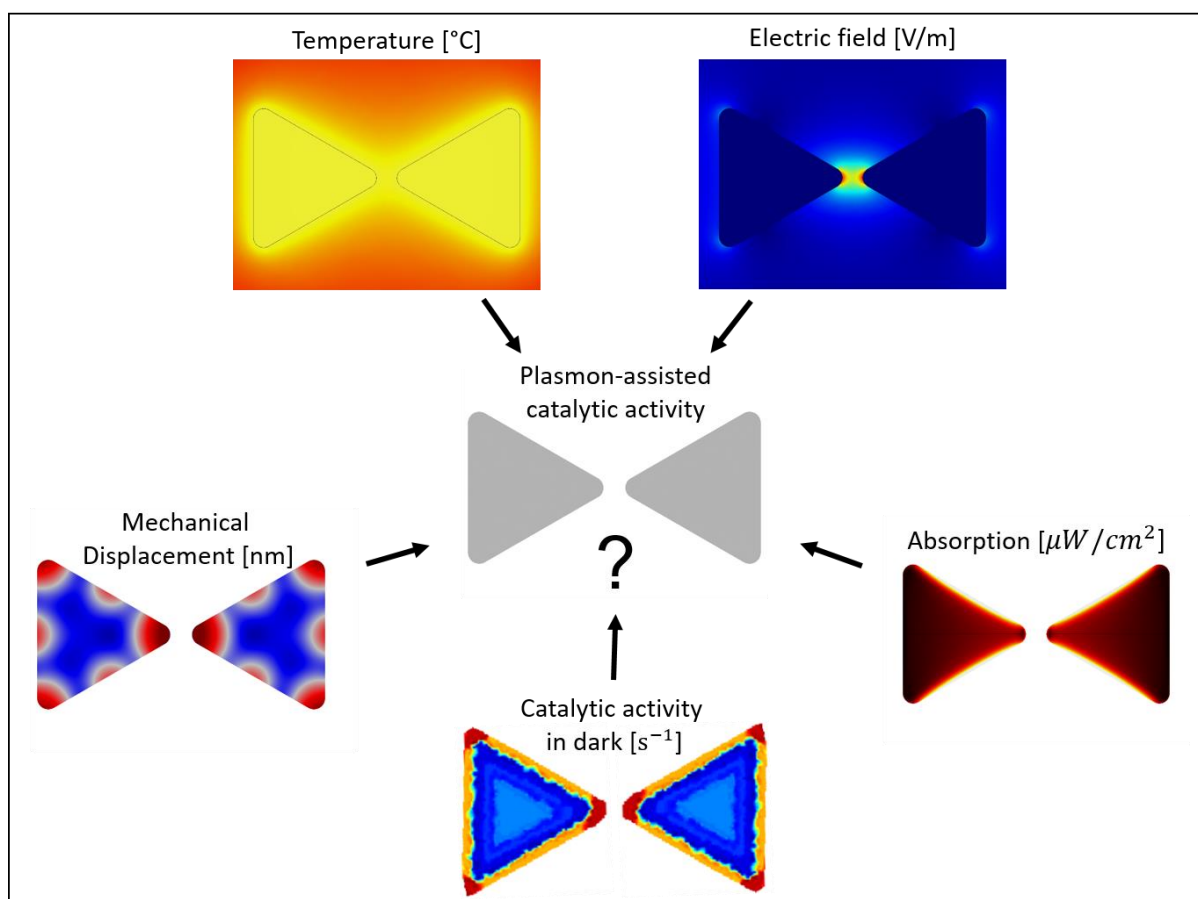 Temperature [°C]
Electric field [V/m]
Plasmon-assisted
catalytic activity
Mechanical
Displacement [nm]
?
Absorption [𝜇𝑊/𝑐𝑚²]
Catalytic activity
in dark [s⁻¹]